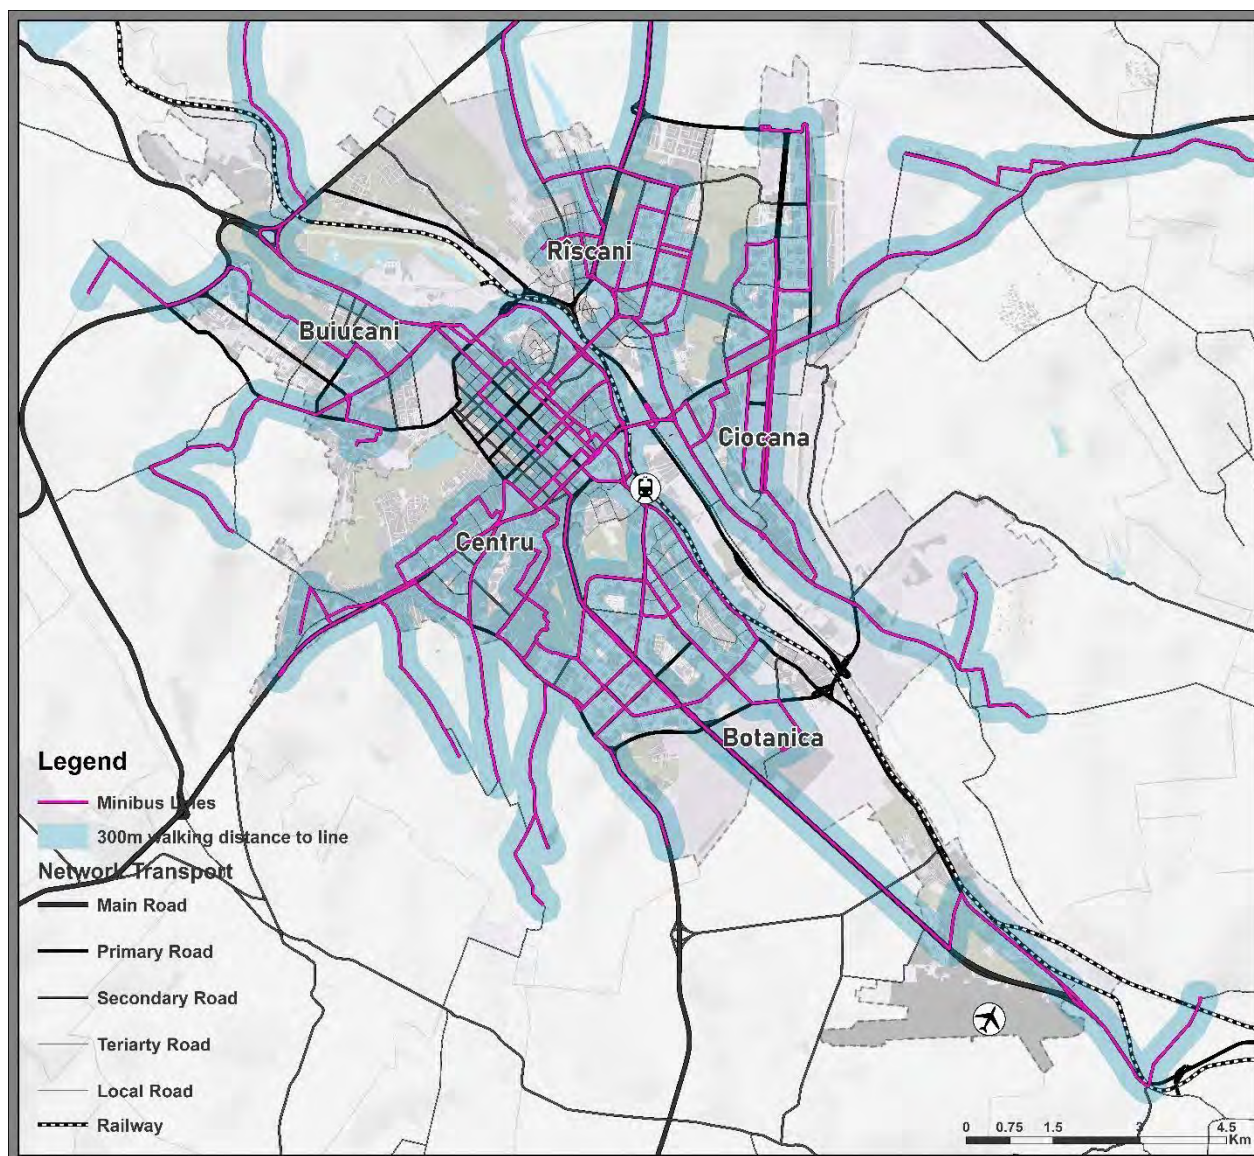 Rîscani
Buiucani
Ciocana
Centru
Botanica
Legend
Minibus Lines
300m walking distance to line
Network Transport
Main Road
Primary Road
Secondary Road
Teriarty Road
Local Road
Railway
0 0.75 1.5 3 4.5
Km